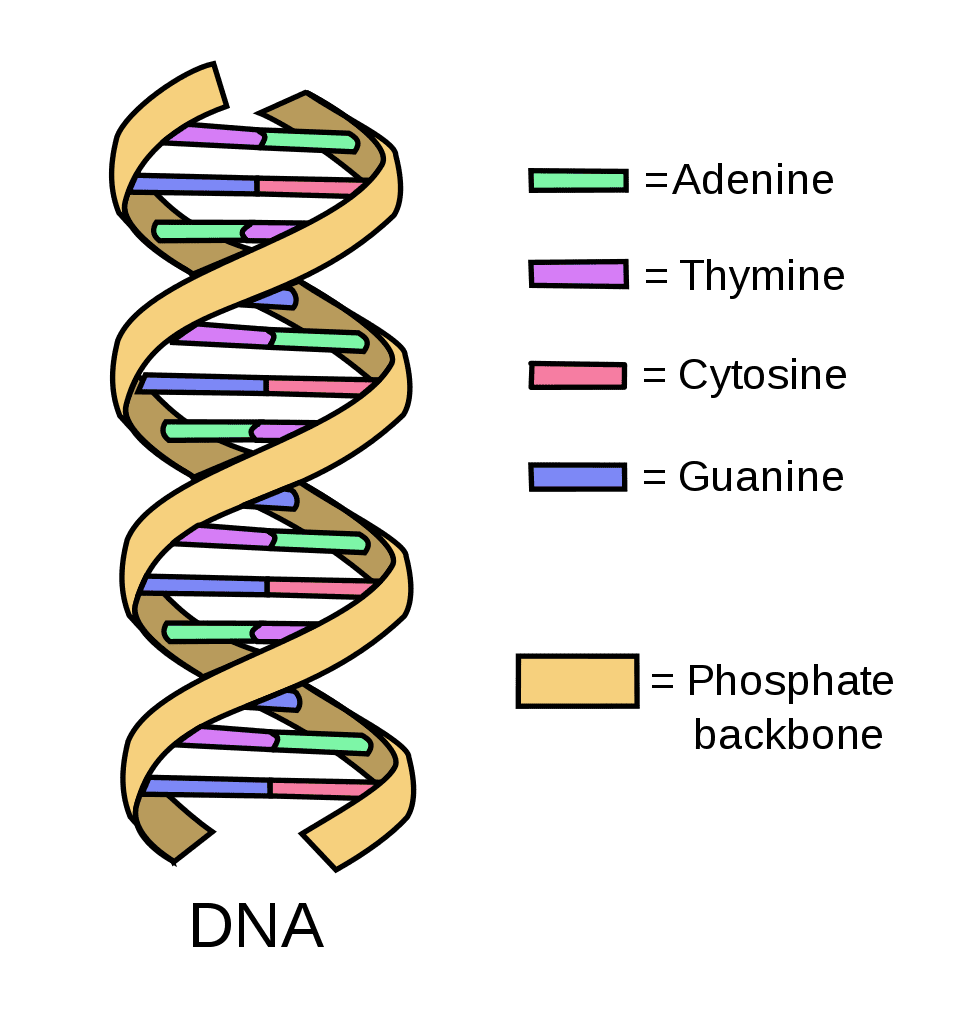 =Adenine
= Thymine
= Cytosine
= Guanine
= Phosphate
backbone
DNA